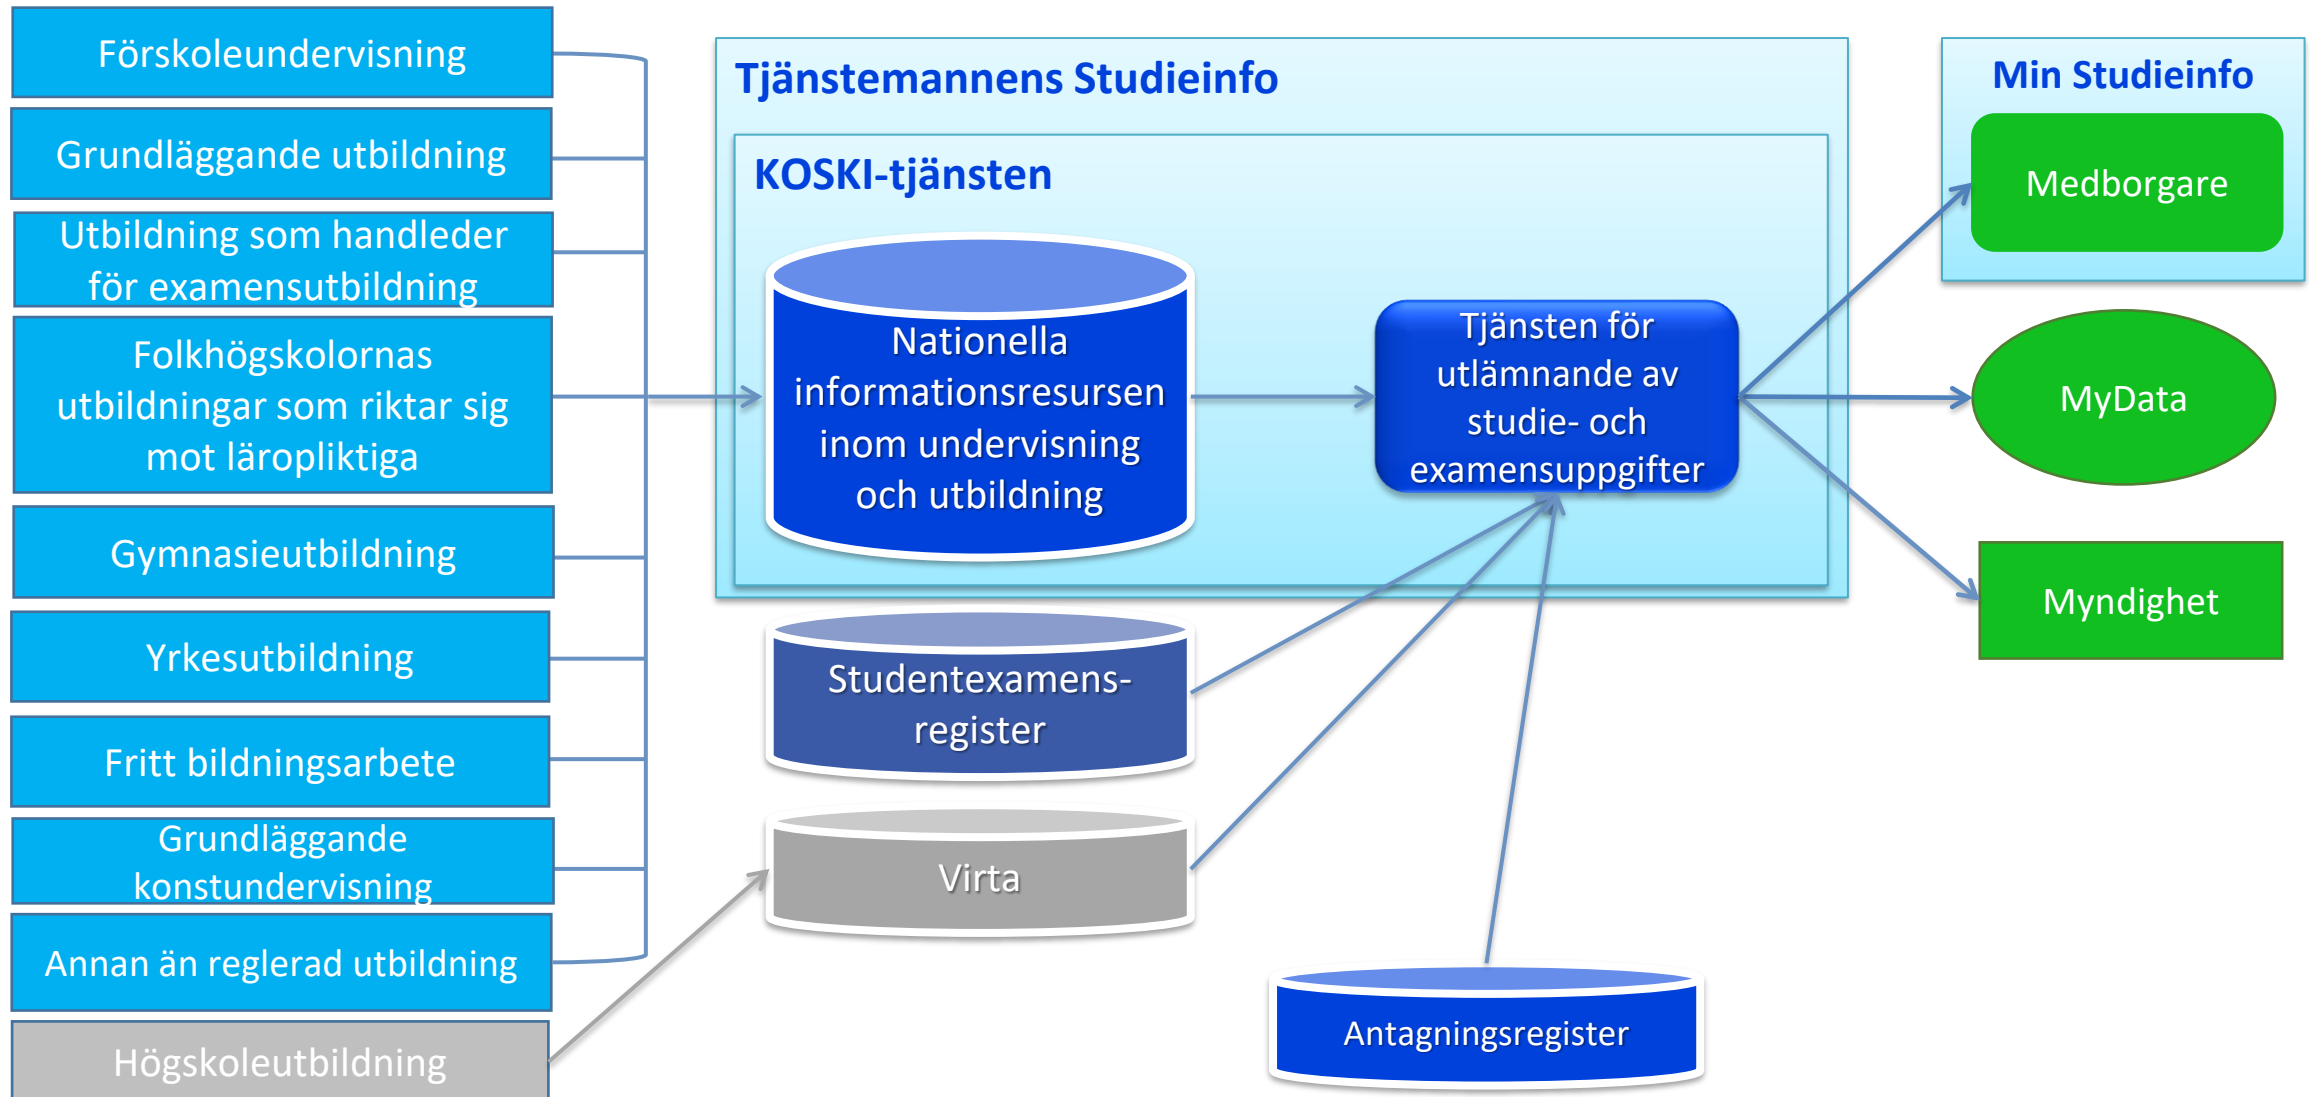 Förskoleundervisning
Grundläggande utbildning
Utbildning som handleder
för examensutbildning
Folkhögskolornas
utbildningar som riktar sig
mot läropliktiga
Gymnasieutbildning
Yrkesutbildning
Fritt bildningsarbete
Grundläggande
konstundervisning
Annan än reglerad utbildning
Högskoleutbildning
Tjänstemannens Studieinfo
KOSKI-tjänsten
Nationella
informationsresursen
inom undervisning
och utbildning
Tjänsten för
utlämnande av
studie- och
examensuppgifter
Studentexamens-
register
Virta
Antagningsregister
Min Studieinfo
Medborgare
MyData
Myndighet